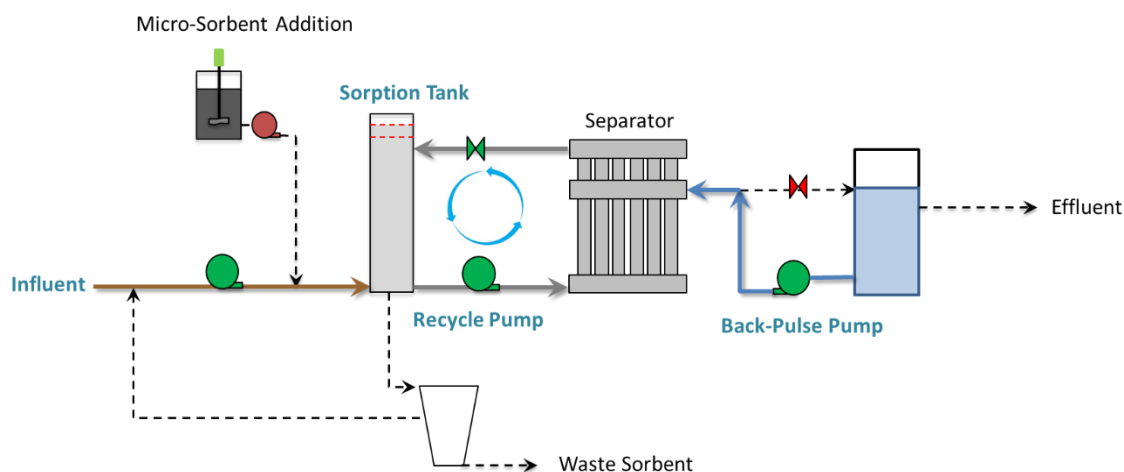 Micro-Sorbent Addition
Sorption Tank
Separator
Effluent
Influent
Recycle Pump
Back-Pulse Pump
Waste Sorbent